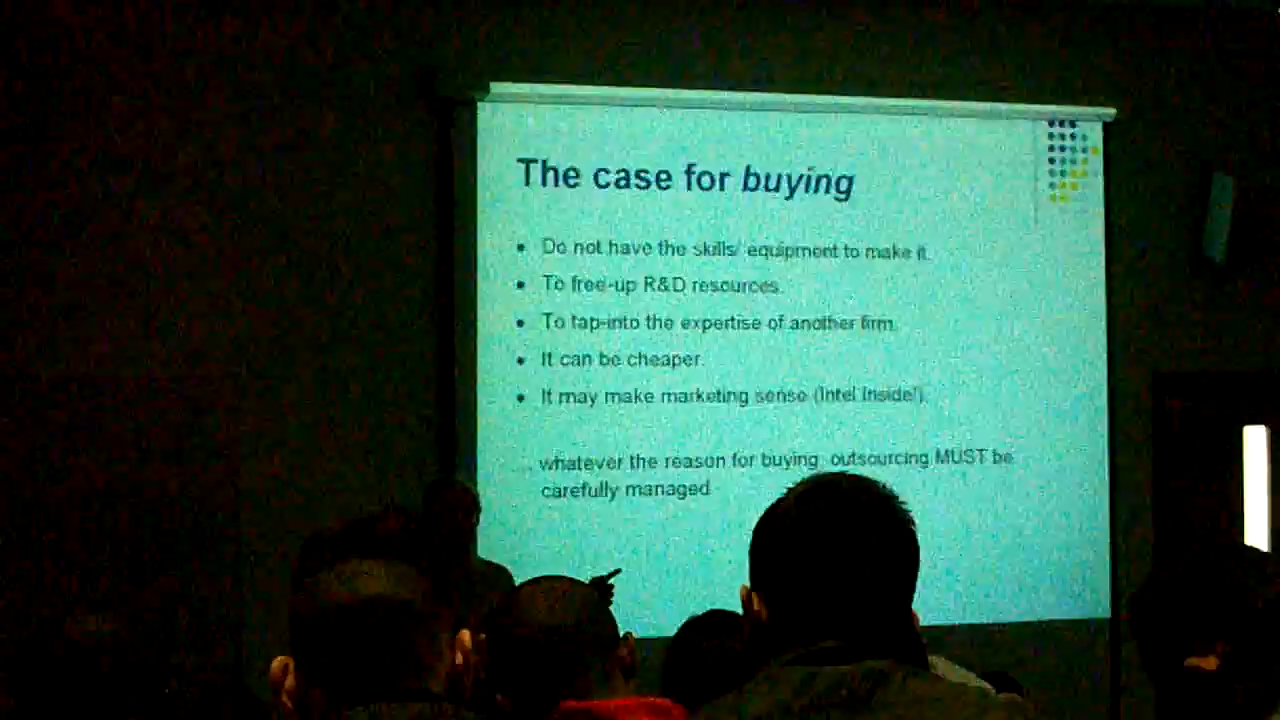 The case for buying
• Do not have the skills/ equipment to make it.
• To free-up R&D resources.
• To tap-into the expertise of another firm.
• It can be cheaper.
• It may make marketing sense (Intel Inside!).
... whatever the reason for buying, outsourcing MUST be
carefully managed